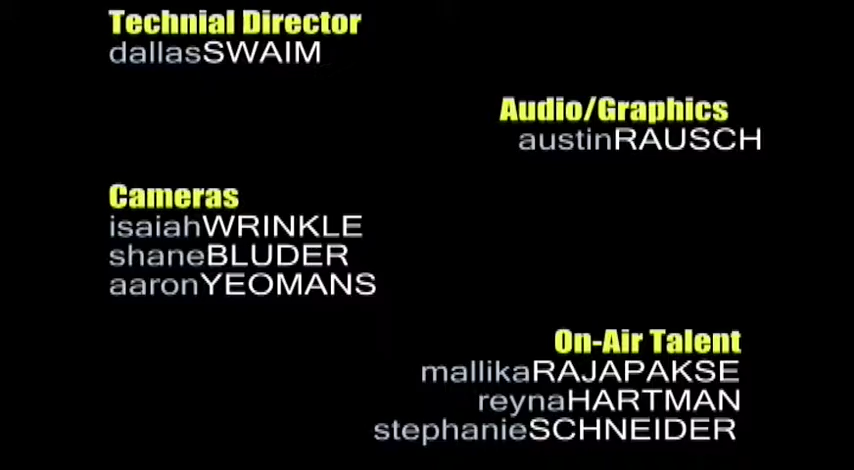 Technial Director
dallasSWAIM
Audio/Graphics
austinRAUSCH
Cameras
isaiahWRINKLE
shaneBLUDER
aaronYEOMANS
On-Air Talent
mallikaRAJAPAKSE
reynaHARTMAN
stephanieSCHNEIDER